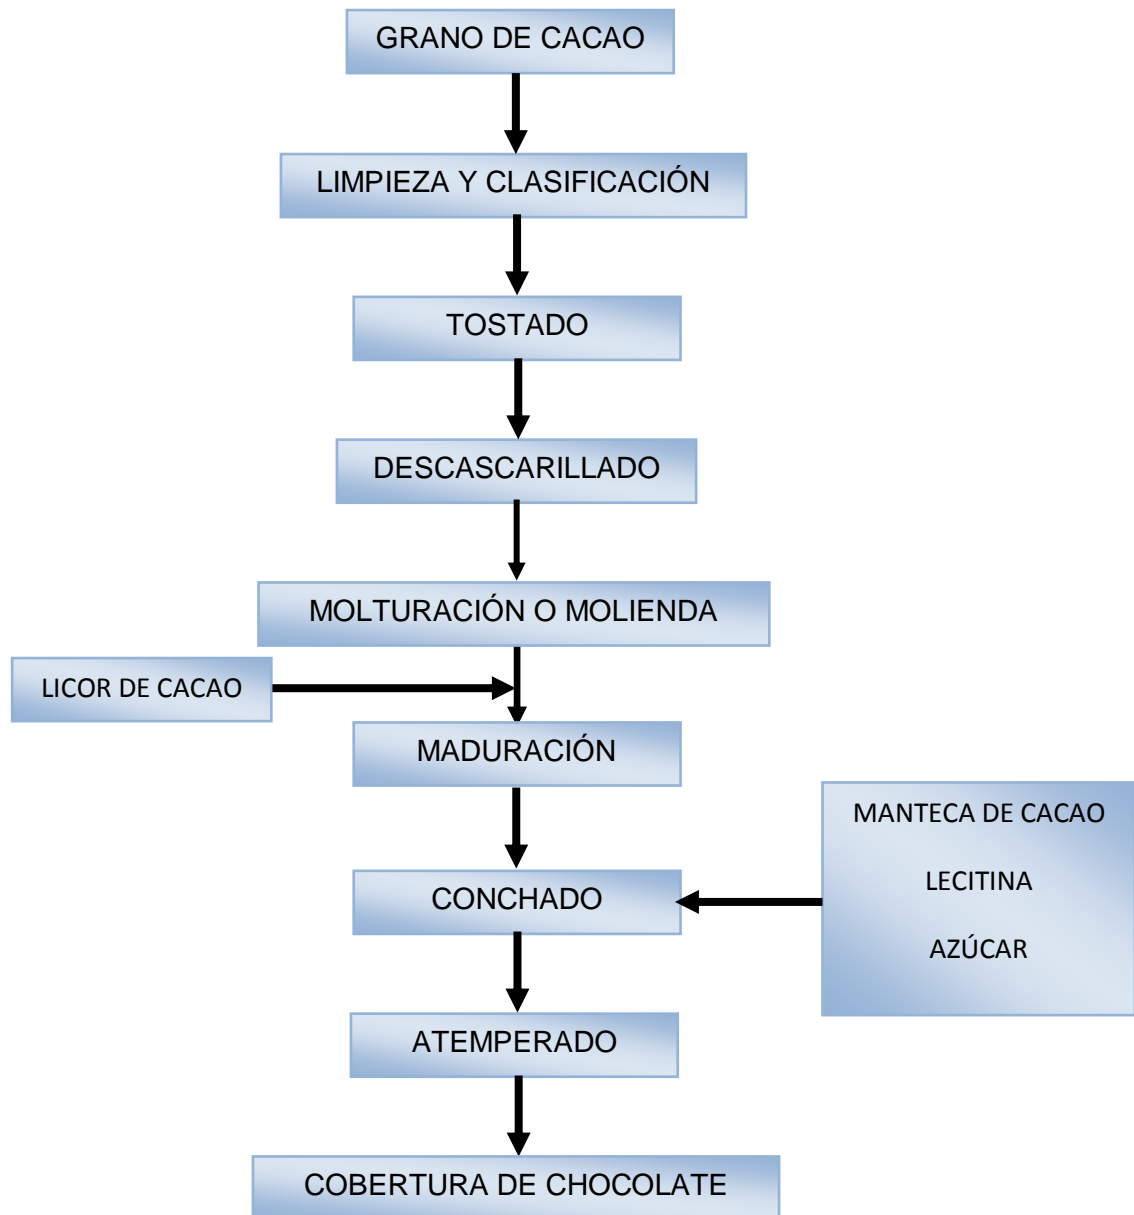 GRANO DE CACAO
LIMPIEZA Y CLASIFICACIÓN
TOSTADO
DESCASCARILLADO
MOLTURACIÓN O MOLIENDA
LICOR DE CACAO
MADURACIÓN
MANTECA DE CACAO
LECITINA
AZÚCAR
CONCHADO
ATEMPERADO
COBERTURA DE CHOCOLATE